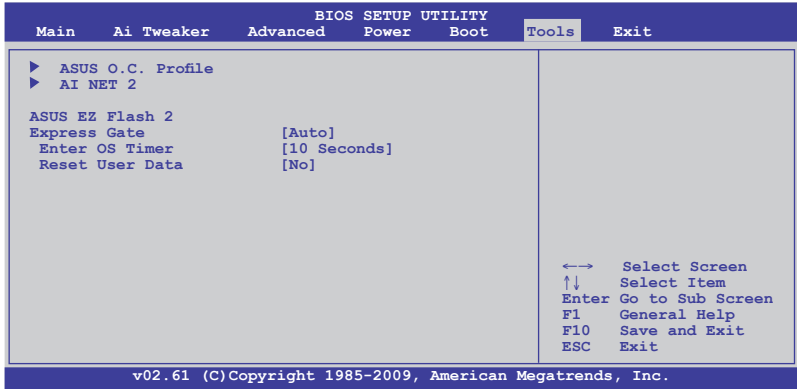 BIOS SETUP UTILITY
Main Ai Tweaker Advanced Power Boot Tools Exit
ASUS O.C. Profile
AI NET 2
ASUS EZ Flash 2
Express Gate [Auto]
Enter OS Timer [10 Seconds]
Reset User Data [No]
←→ Select Screen
↑↓ Select Item
Enter Go to Sub Screen
F1 General Help
F10 Save and Exit
ESC Exit
v02.61 (C)Copyright 1985-2009, American Megatrends, Inc.